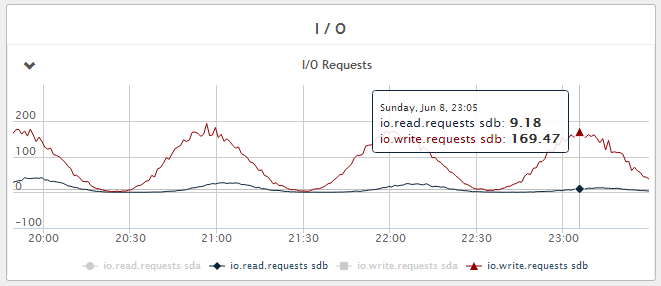 I / O
I/O Requests
Sunday, Jun 8, 23:05
io.read.requests sdb: 9.18
io.write.requests sdb: 169.47
200
100
0
-100
20:00 20:30 21:00 21:30 22:00 22:30 23:00
io.read.requests sda io.read.requests sdb io.write.requests sda io.write.requests sdb